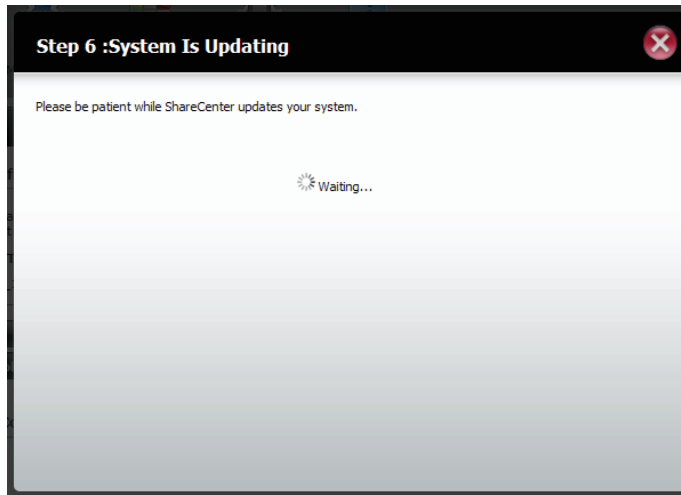 Step 6 :System Is Updating
Please be patient while ShareCenter updates your system.
Waiting...